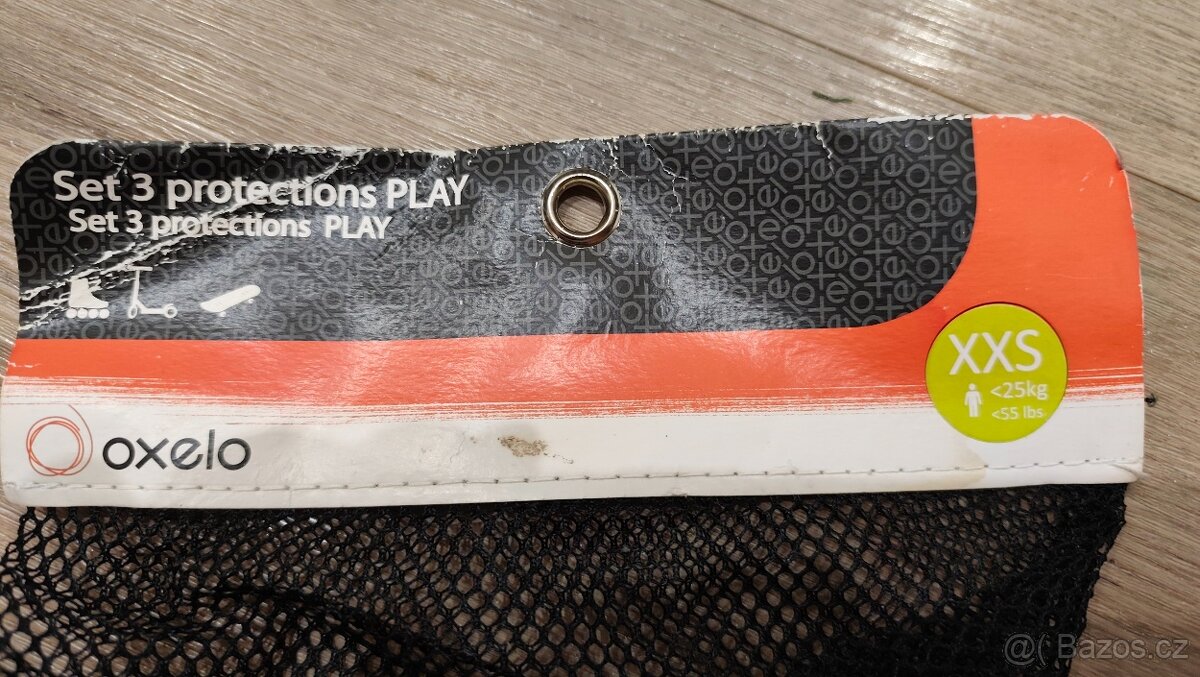 Set 3 protections PLAY
Set 3 protections PLAY
XXS
<25kg
<55 lbs
oxelo
@( Bazos.cz